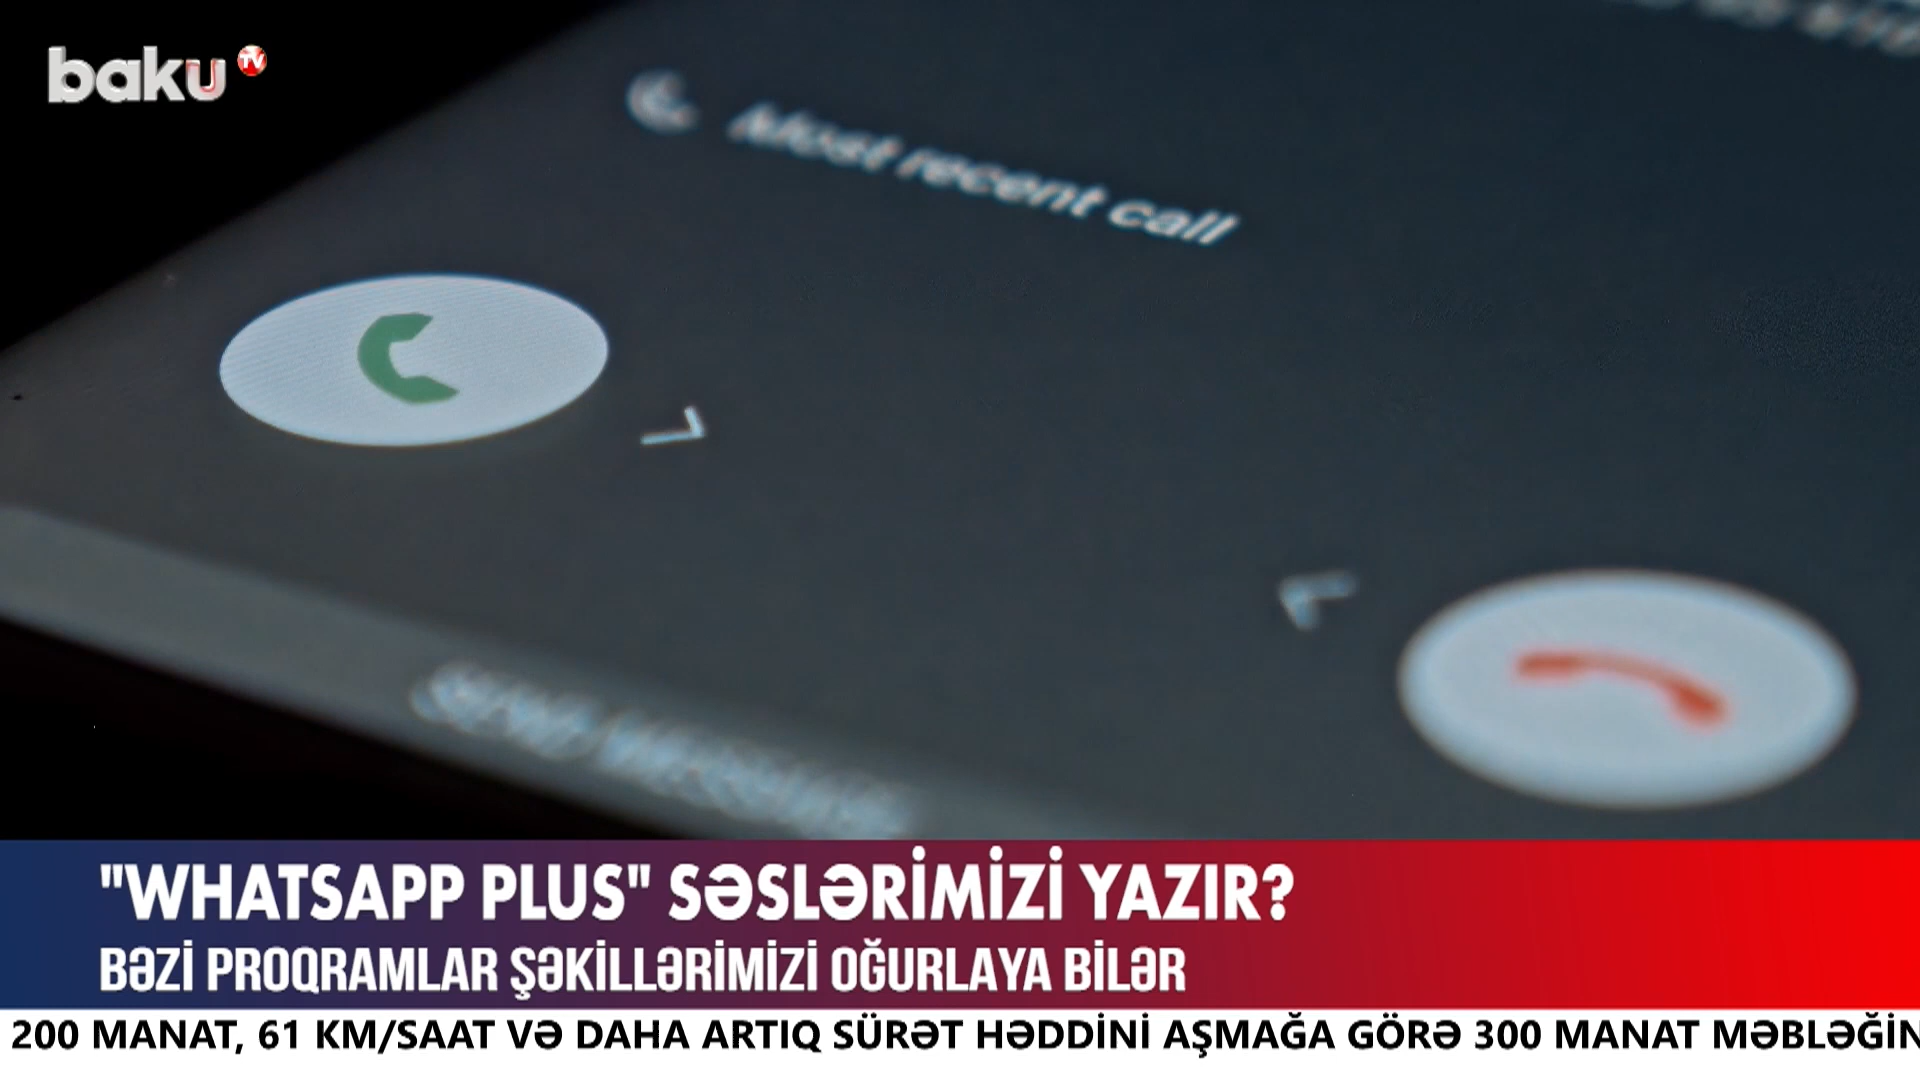 baku TV
Most recent call
"WHATSAPP PLUS" SƏSLƏRİMİZİ YAZIR?
BƏZİ PROQRAMLAR ŞƏKİLLƏRİMİZİ OĞURLAYA BİLƏR
200 MANAT, 61 KM/SAAT VƏ DAHA ARTIQ SÜRƏT HƏDDİNİ AŞMAĞA GÖRƏ 300 MANAT MƏBLƏĞİN